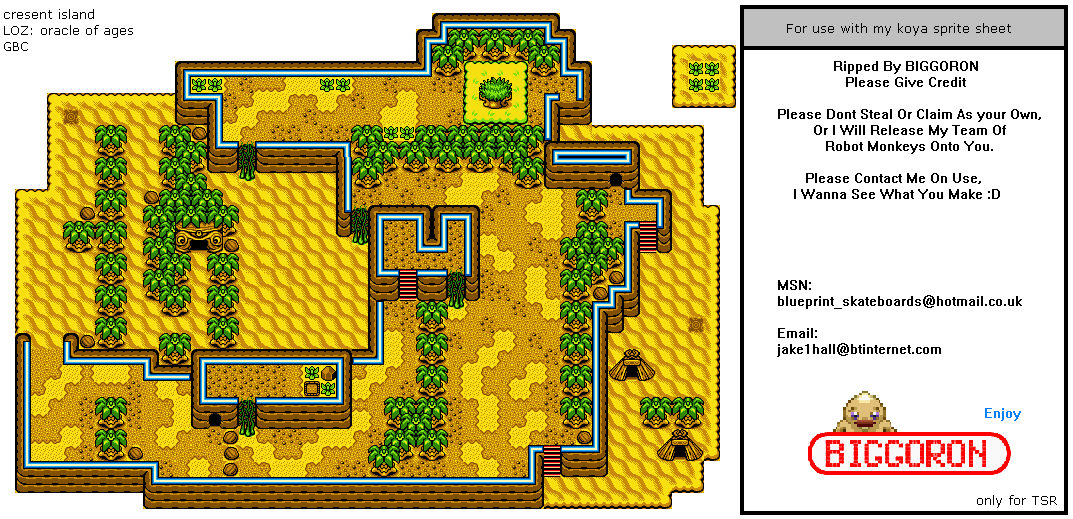 cresent island
LOZ: oracle of ages
GBC
For use with my koya sprite sheet
Ripped By BIGGORON
Please Give Credit
Please Dont Steal Or Claim As your Own,
Or I Will Release My Team Of
Robot Monkeys Onto You.
Please Contact Me On Use,
I Wanna See What You Make :D
MSN:
blueprint_skateboards@hotmail.co.uk
Email:
jake1hall@btinternet.com
Enjoy
BIGGORON
only for TSR